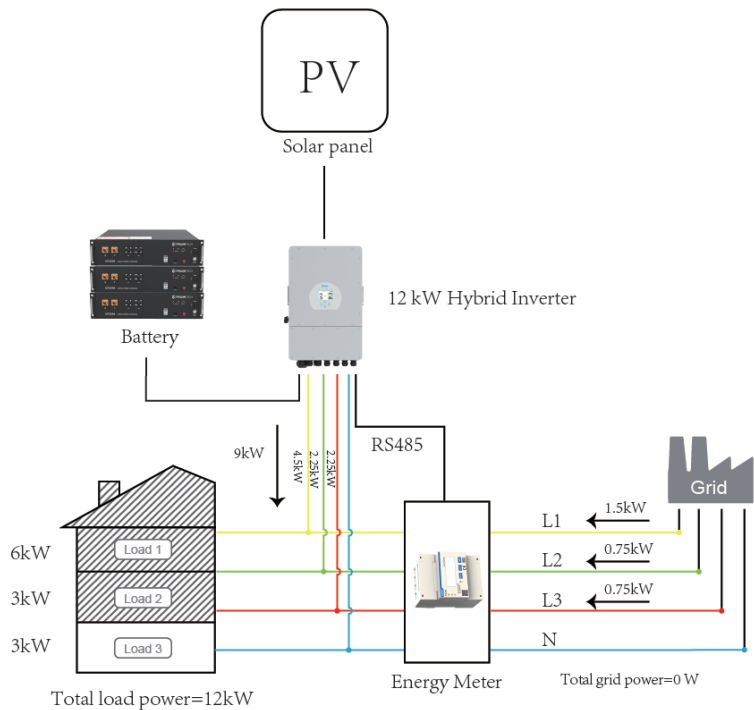 PV
Solar panel
12 kW Hybrid Inverter
Battery
RS485
9kW
4.5kW
2.25kW
2.25kW
Grid
L1
1.5kW
L2
0.75kW
L3
0.75kW
N
6kW
Load 1
3kW
Load 2
3kW
Load 3
Total load power=12kW
Energy Meter
Total grid power=0 W